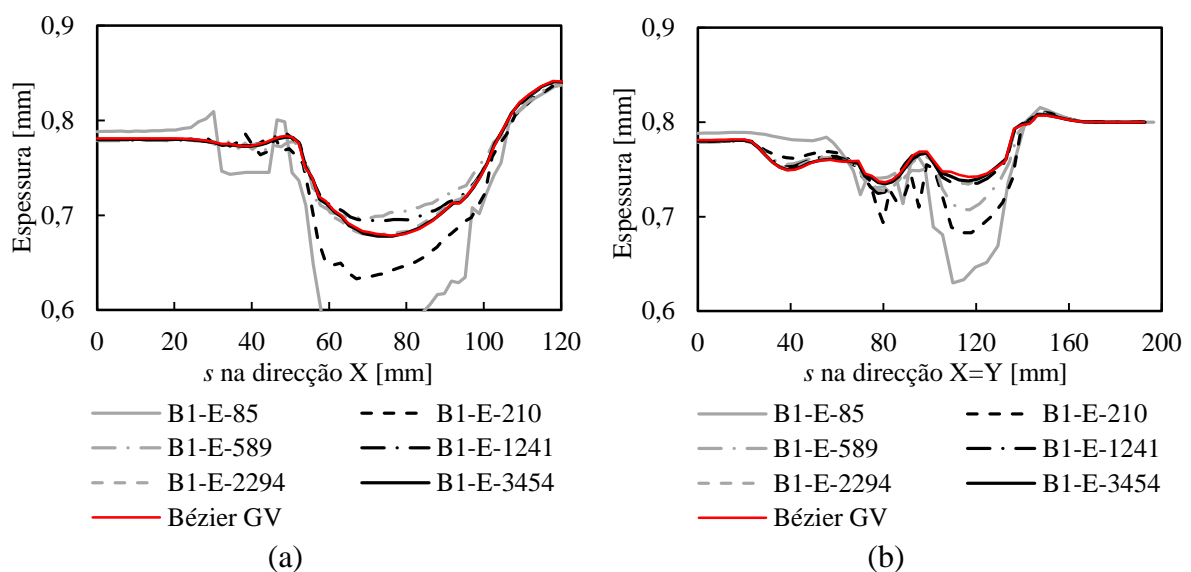 0,9
0,8
0,7
0,6
Espessura [mm]
0 20 40 60 80 100 120
s na direcção X [mm]
B1-E-85 B1-E-210
B1-E-589 B1-E-1241
B1-E-2294 B1-E-3454
Bézier GV
(a)
0,9
0,8
0,7
0,6
Espessura [mm]
0 40 80 120 160 200
s na direcção X=Y [mm]
B1-E-85 B1-E-210
B1-E-589 B1-E-1241
B1-E-2294 B1-E-3454
Bézier GV
(b)